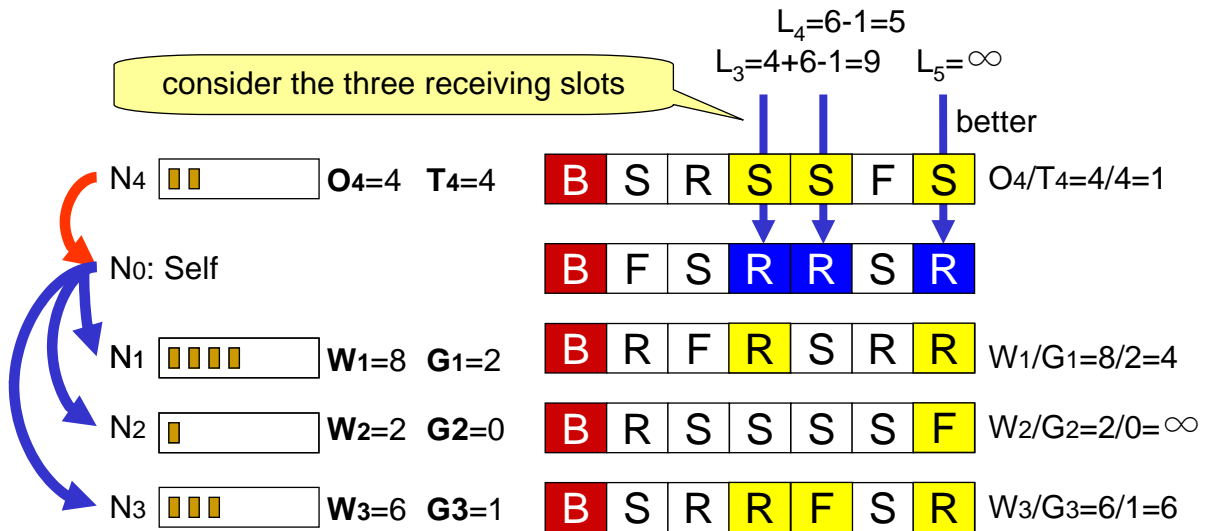 L4=6-1=5
L3=4+6-1=9 L5=∞
consider the three receiving slots
better
N4 O4=4 T4=4 B S R S S F S O4/T4=4/4=1
N0: Self B F S R R S R
N1 W1=8 G1=2 B R F R S R R W1/G1=8/2=4
N2 W2=2 G2=0 B R S S S S F W2/G2=2/0=∞
N3 W3=6 G3=1 B S R R F S R W3/G3=6/1=6